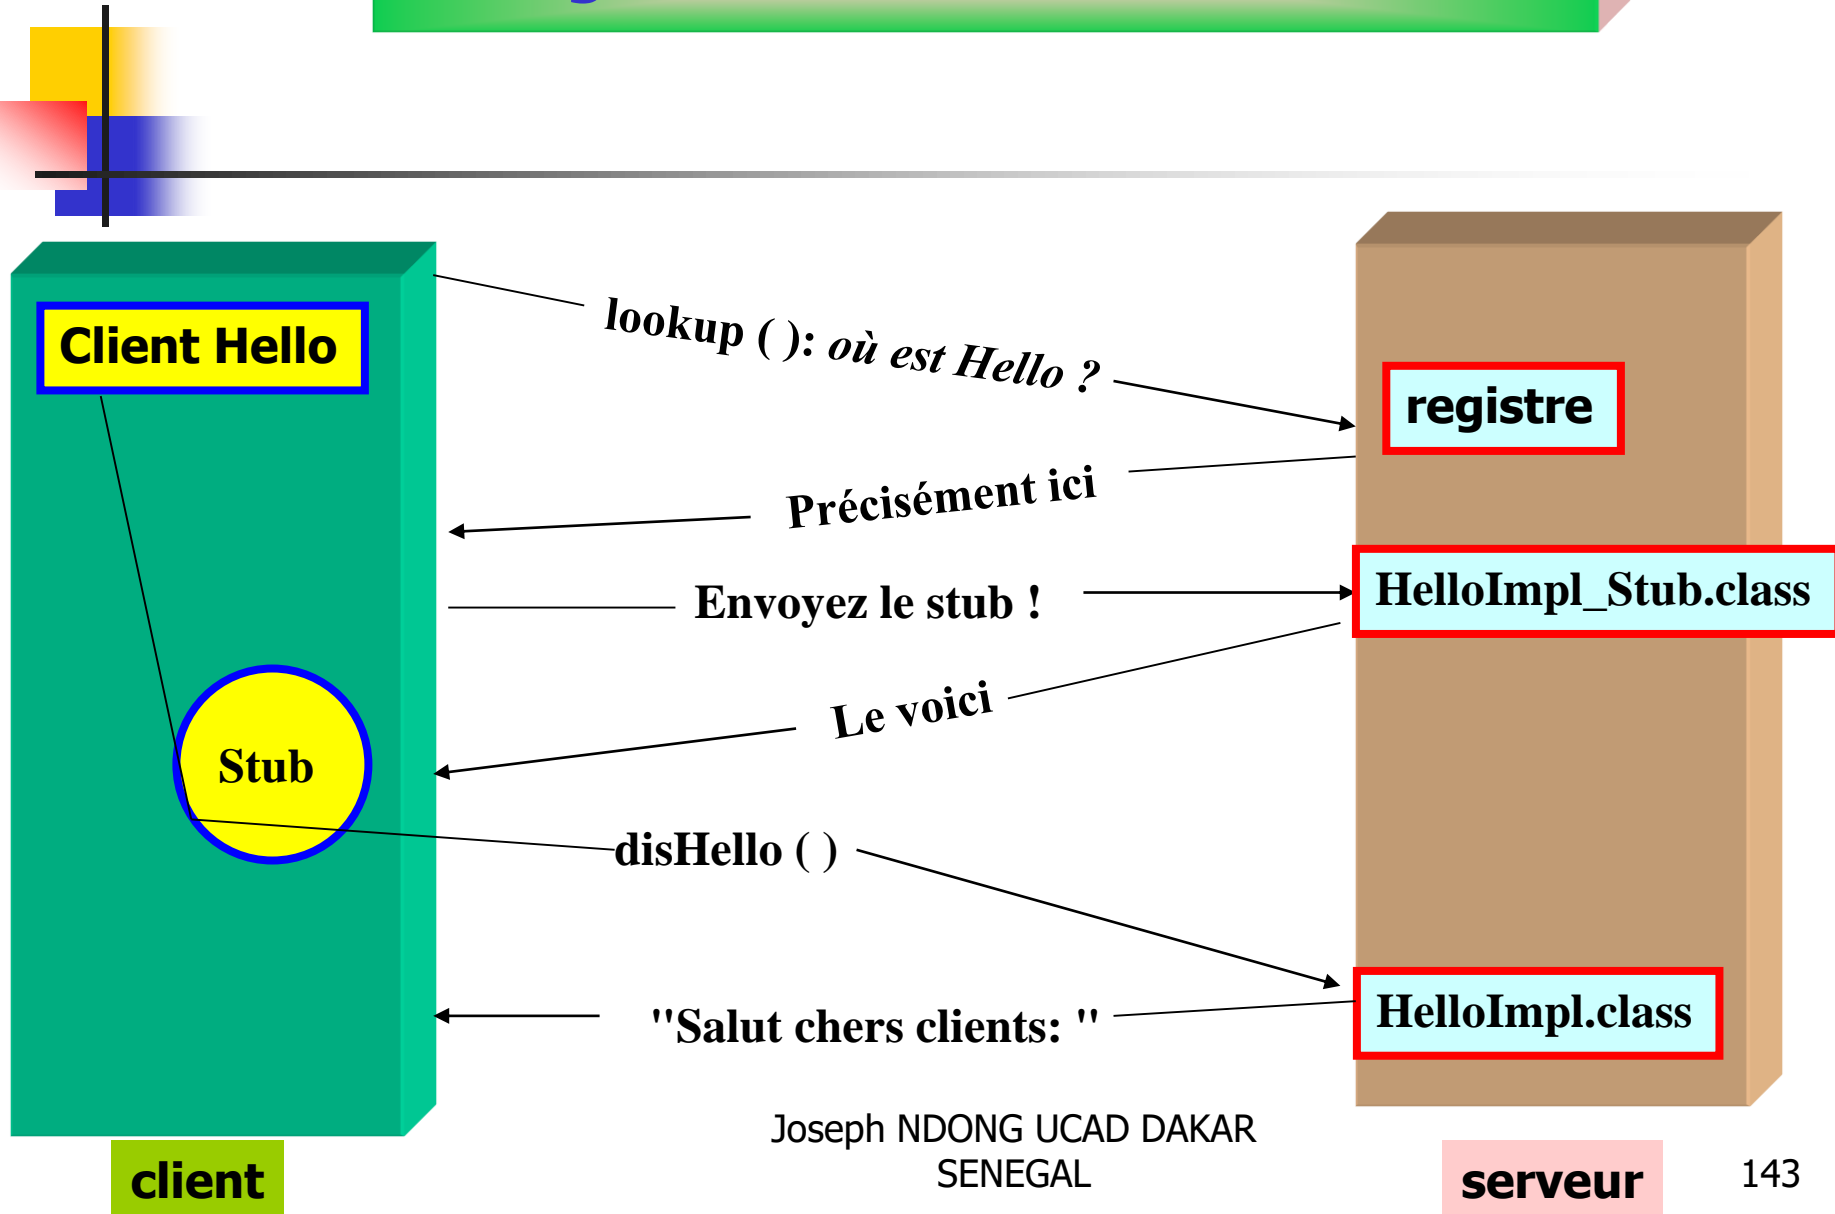 Client Hello
lookup ( ): où est Hello ?
registre
Précisément ici
Envoyez le stub !
HelloImpl_Stub.class
Le voici
Stub
disHello ( )
"Salut chers clients: "
HelloImpl.class
Joseph NDONG UCAD DAKAR
SENEGAL
client
serveur
143